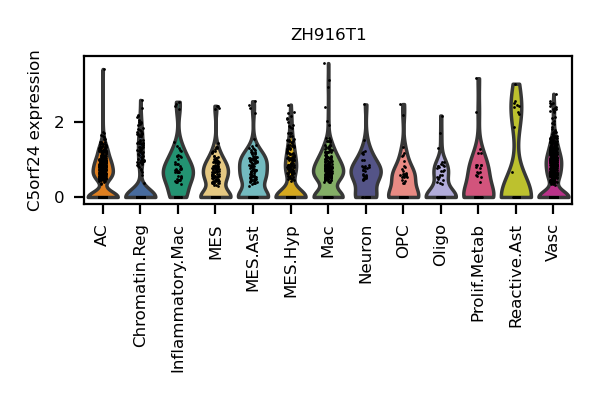 ZH916T1
C5orf24 expression
2
0
AC
Chromatin.Reg
Inflammatory.Mac
MES
MES.Ast
MES.Hyp
Mac
Neuron
OPC
Oligo
Prolif.Metab
Reactive.Ast
Vasc